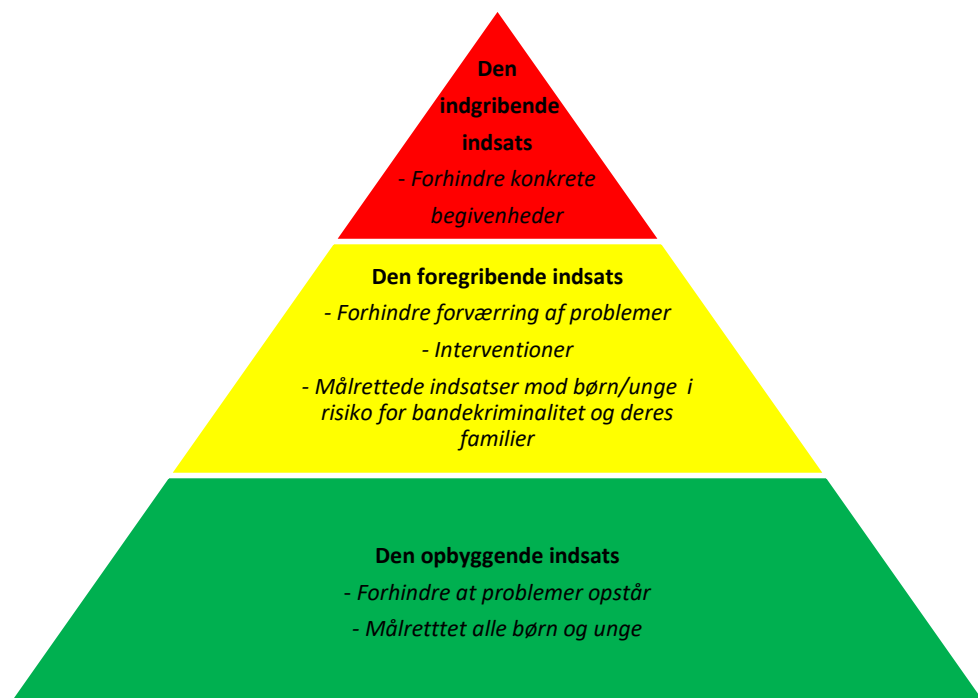 Den
indgribende
indsats
- Forhindre konkrete
begivenheder
Den foregribende indsats
- Forhindre forværring af problemer
- Interventioner
- Målrettede indsatser mod børn/unge i
risiko for bandekriminalitet og deres
familier
Den opbyggende indsats
- Forhindre at problemer opstår
- Målretttet alle børn og unge